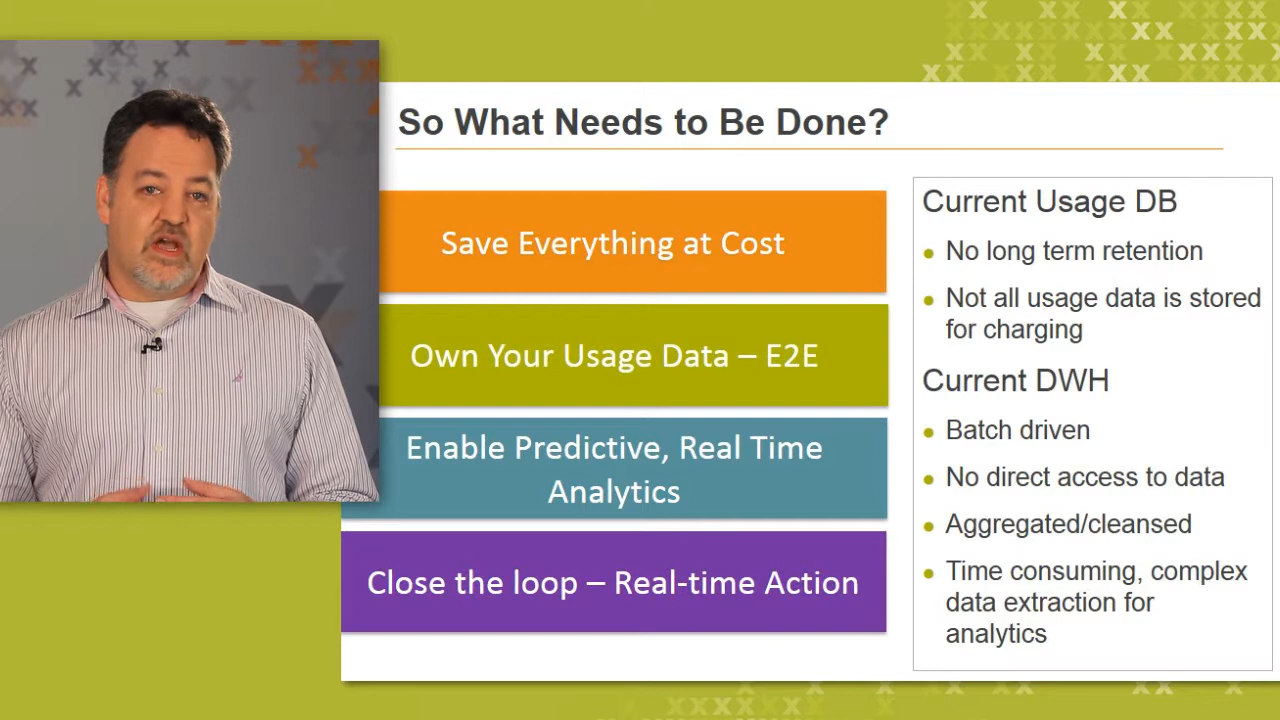 So What Needs to Be Done?
Save Everything at Cost
Own Your Usage Data – E2E
Enable Predictive, Real Time
Analytics
Close the loop – Real-time Action
Current Usage DB
No long term retention
Not all usage data is stored
for charging
Current DWH
Batch driven
No direct access to data
Aggregated/cleansed
Time consuming, complex
data extraction for
analytics